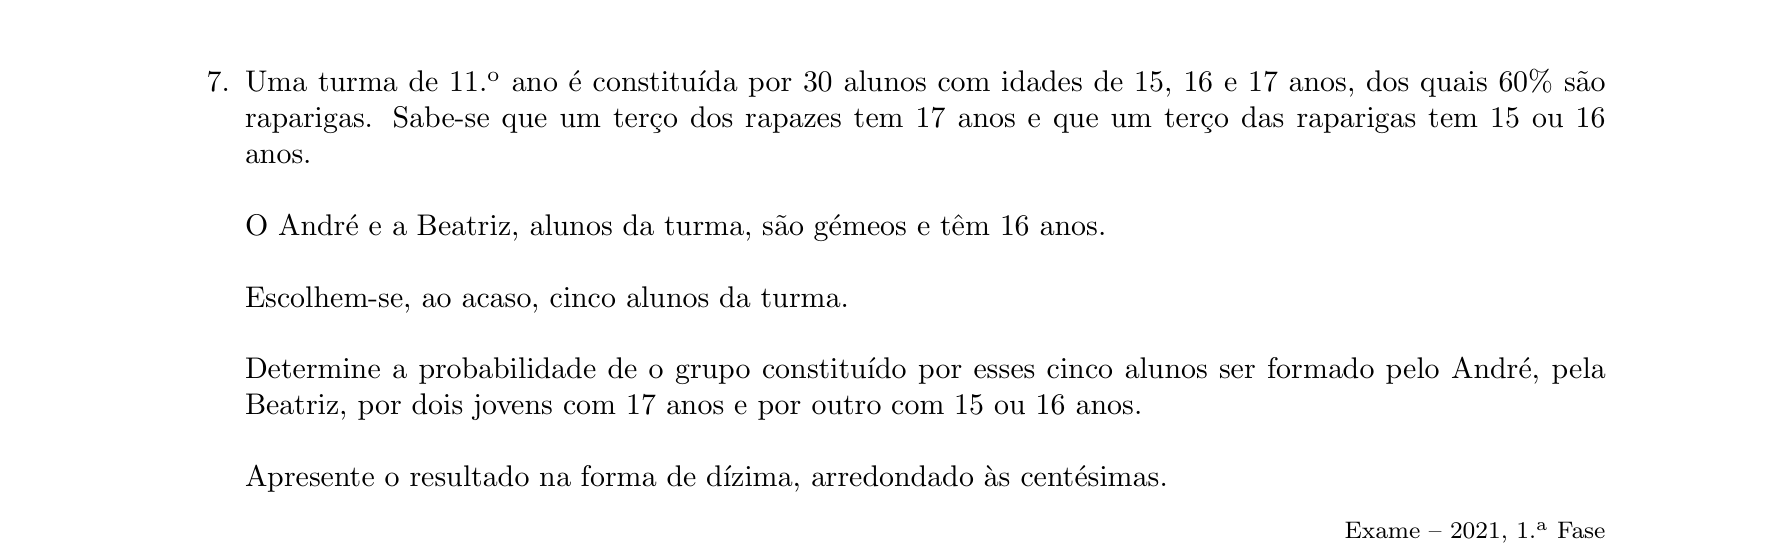 7. Uma turma de 11.º ano é constituída por 30 alunos com idades de 15, 16 e 17 anos, dos quais 60% são
raparigas. Sabe-se que um terço dos rapazes tem 17 anos e que um terço das raparigas tem 15 ou 16
anos.
O André e a Beatriz, alunos da turma, são gémeos e têm 16 anos.
Escolhem-se, ao acaso, cinco alunos da turma.
Determine a probabilidade de o grupo constituído por esses cinco alunos ser formado pelo André, pela
Beatriz, por dois jovens com 17 anos e por outro com 15 ou 16 anos.
Apresente o resultado na forma de dízima, arredondado às centésimas.
Exame – 2021, 1.ª Fase